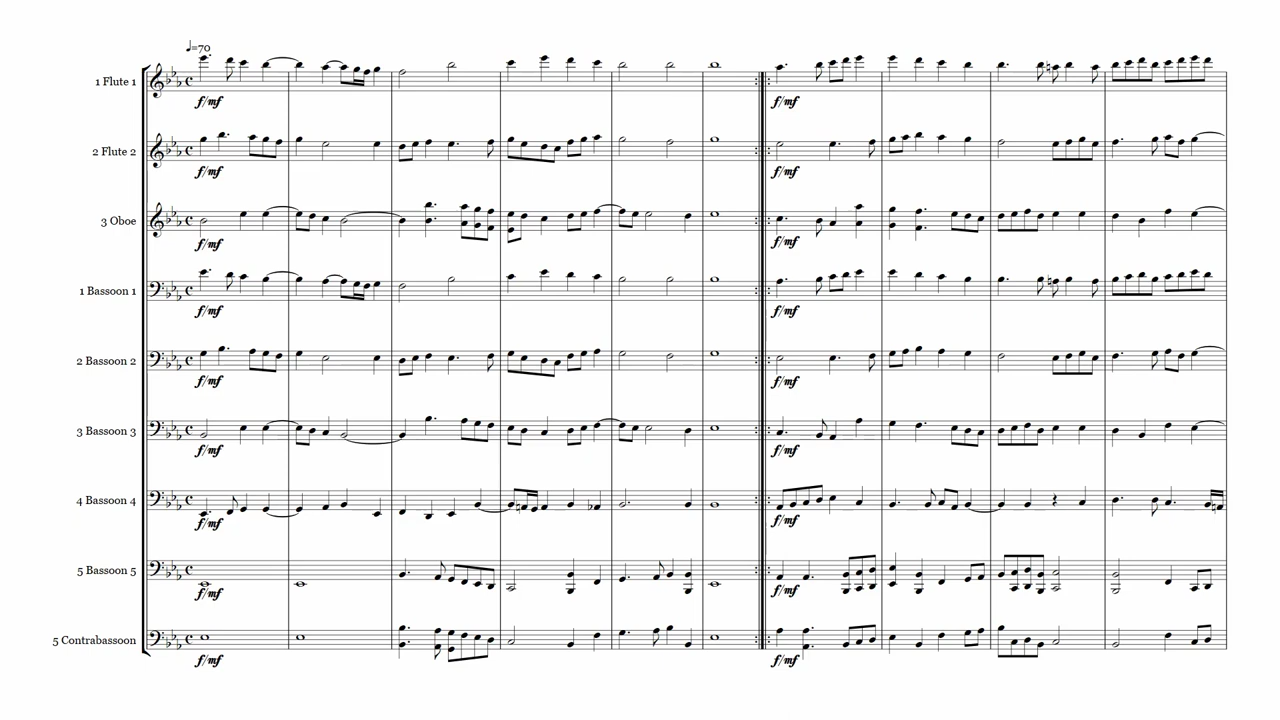 ♩=70
1 Flute 1
f/mf
f/mf
2 Flute 2
f/mf
f/mf
3 Oboe
f/mf
f/mf
1 Bassoon 1
f/mf
f/mf
2 Bassoon 2
f/mf
f/mf
3 Bassoon 3
f/mf
f/mf
4 Bassoon 4
f/mf
f/mf
5 Bassoon 5
f/mf
f/mf
5 Contrabassoon
f/mf
f/mf